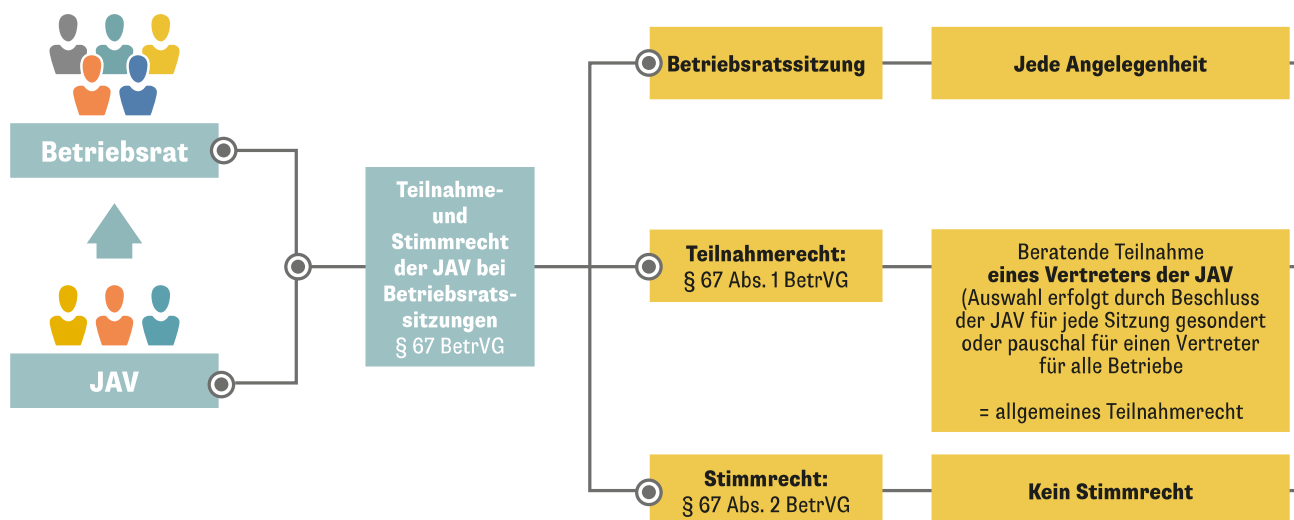 Betriebsrat
JAV
Teilnahme-
und
Stimmrecht
der JAV bei
Betriebsrats-
sitzungen
§ 67 BetrVG
Betriebsratssitzung
Jede Angelegenheit
Teilnahmerecht:
§ 67 Abs. 1 BetrVG
Beratende Teilnahme
eines Vertreters der JAV
(Auswahl erfolgt durch Beschluss
der JAV für jede Sitzung gesondert
oder pauschal für einen Vertreter
für alle Betriebe
= allgemeines Teilnahmerecht
Stimmrecht:
§ 67 Abs. 2 BetrVG
Kein Stimmrecht